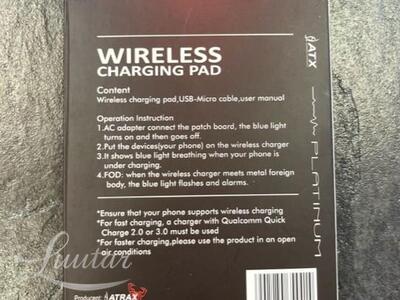 WIRELESS
CHARGING PAD
Content
Wireless charging pad,USB-Micro cable,user manual
Operation Instruction
1.AC adapter connect the patch board, the blue light
turns on and then goes off.
2.Put the devices(your phone) on the wireless charger
3.It shows blue light breathing when your phone is
under charging.
4.FOD: when the wireless charger meets metal foreign
body, the blue light flashes and alarms.
*Ensure that your phone supports wireless charging
*For fast charging, a charger with Qualcomm Quick
Charge 2.0 or 3.0 must be used
*For faster charging,please use the product in an open
air conditions
Producent: ATRAX
ATX
PLATINUM
Luutar